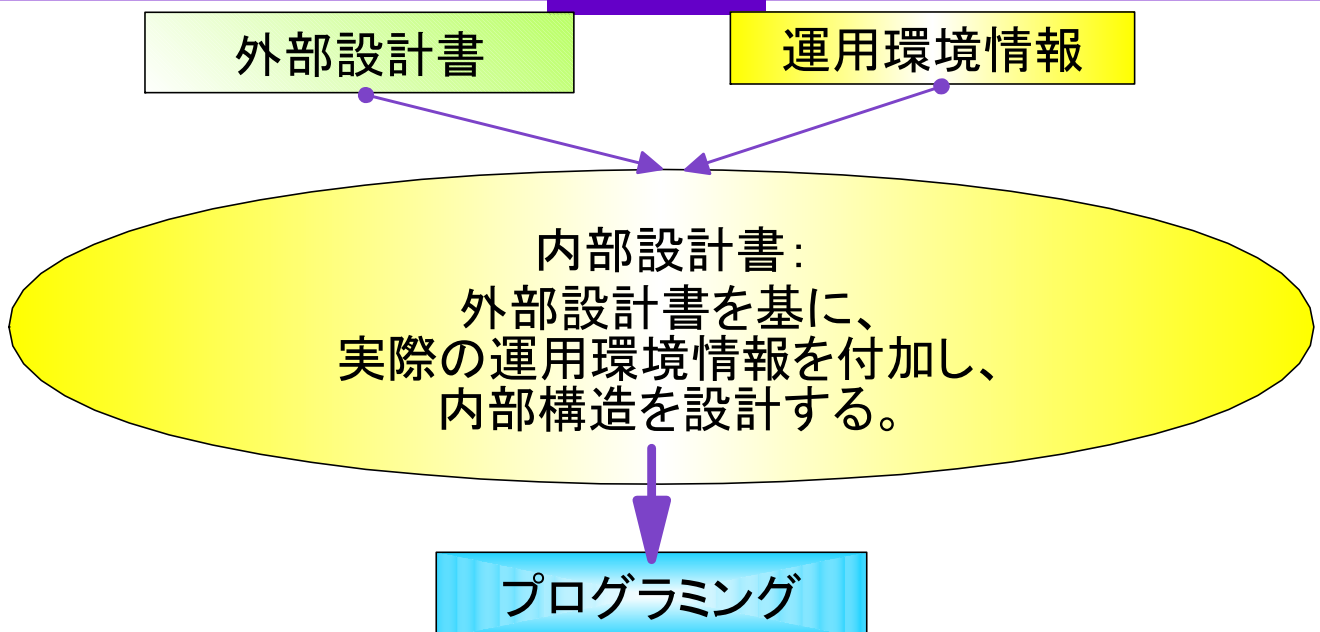 外部設計書
運用環境情報
内部設計書:
外部設計書を基に、
実際の運用環境情報を付加し、
内部構造を設計する。
プログラミング